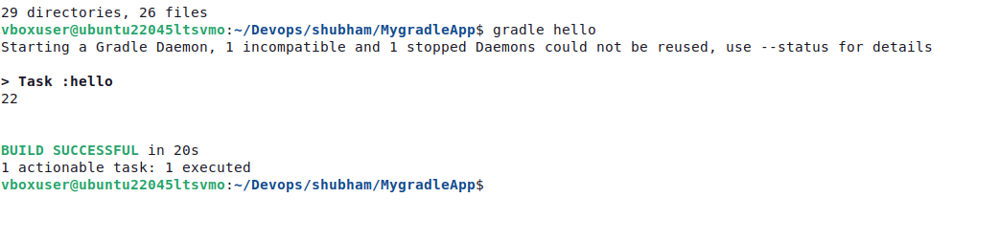 29 directories, 26 files
vboxuser@ubuntu22045ltsvmo:~/Devops/shubham/MygradleApp$ gradle hello
Starting a Gradle Daemon, 1 incompatible and 1 stopped Daemons could not be reused, use --status for details
> Task :hello
22
BUILD SUCCESSFUL in 20s
1 actionable task: 1 executed
vboxuser@ubuntu22045ltsvmo:~/Devops/shubham/MygradleApp$